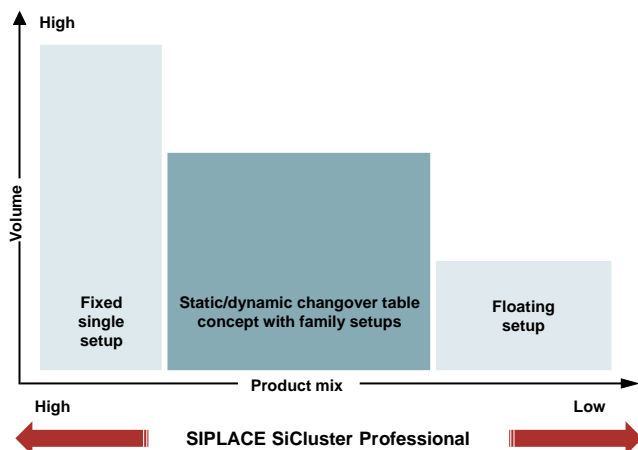 High
Volume
Fixed
single
setup
Static/dynamic changover table
concept with family setups
Floating
setup
Product mix
High
Low
SIPLACE SiCluster Professional